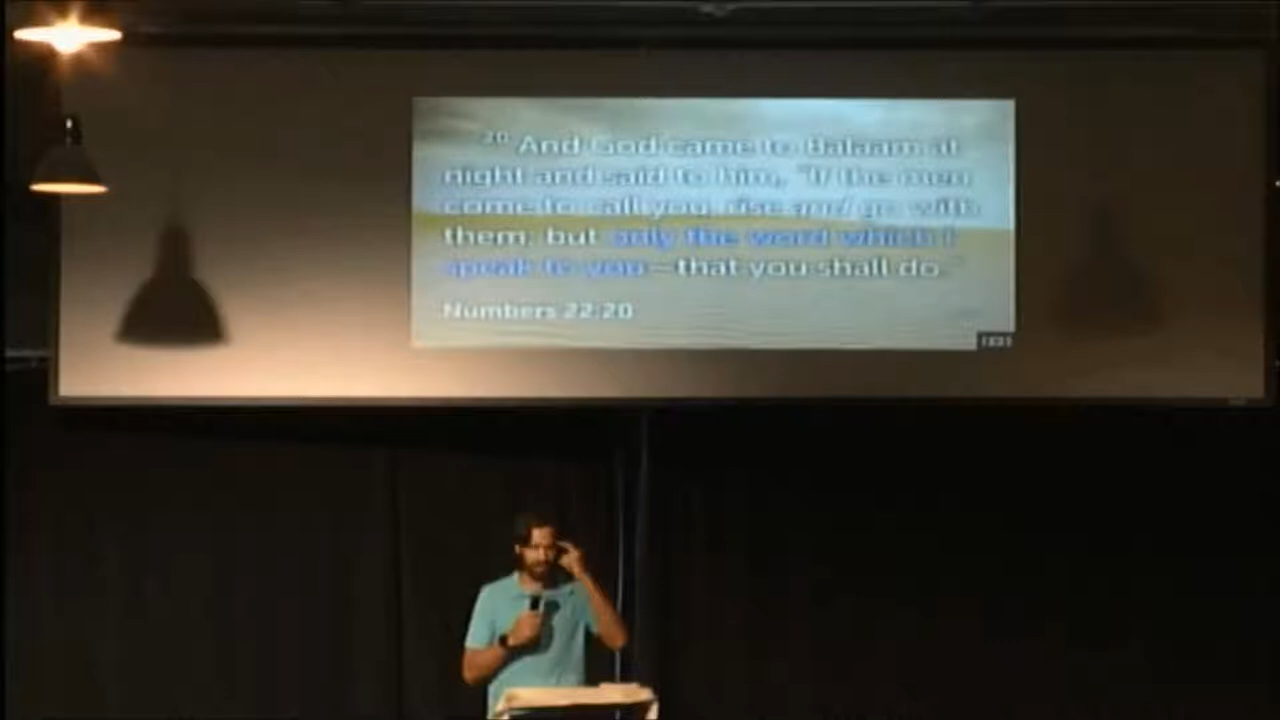 20 And God came to Balaam at
night and said to him, "If the men
come to call you, rise and go with
them; but only the word which I
speak to you—that you shall do."
Numbers 22:20